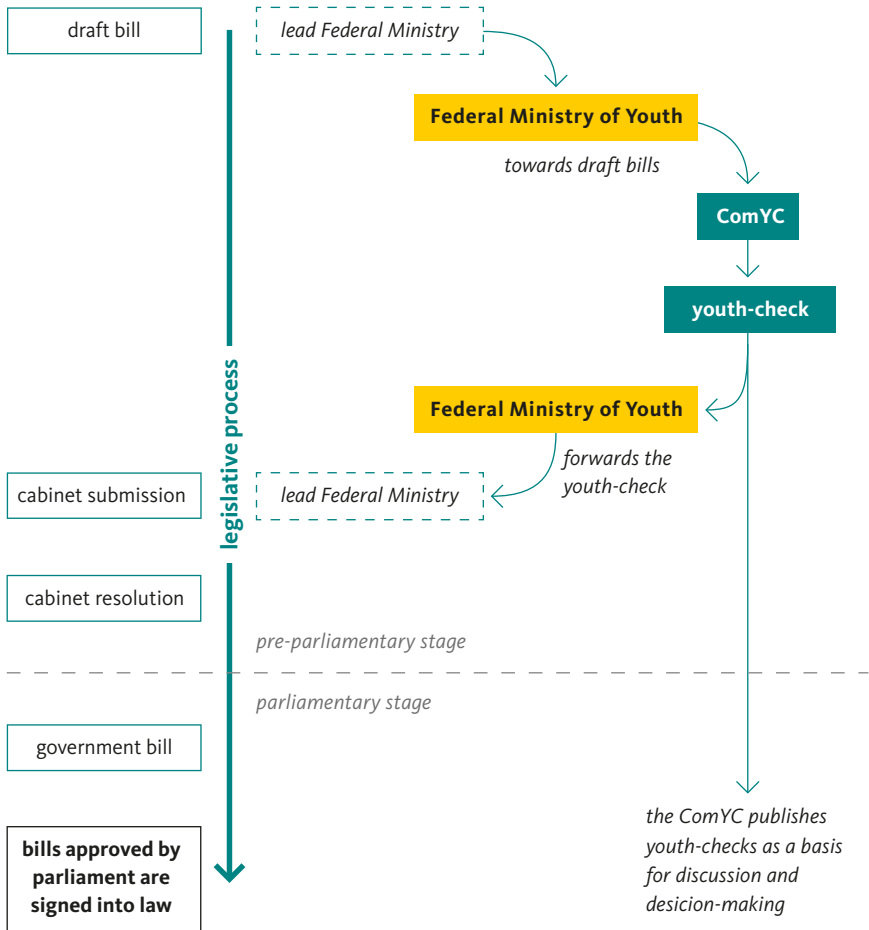 draft bill
lead Federal Ministry
Federal Ministry of Youth
towards draft bills
ComYC
youth-check
legislative process
Federal Ministry of Youth
forwards the
youth-check
cabinet submission
lead Federal Ministry
cabinet resolution
pre-parliamentary stage
parliamentary stage
government bill
the ComYC publishes
youth-checks as a basis
for discussion and
desicion-making
bills approved by
parliament are
signed into law